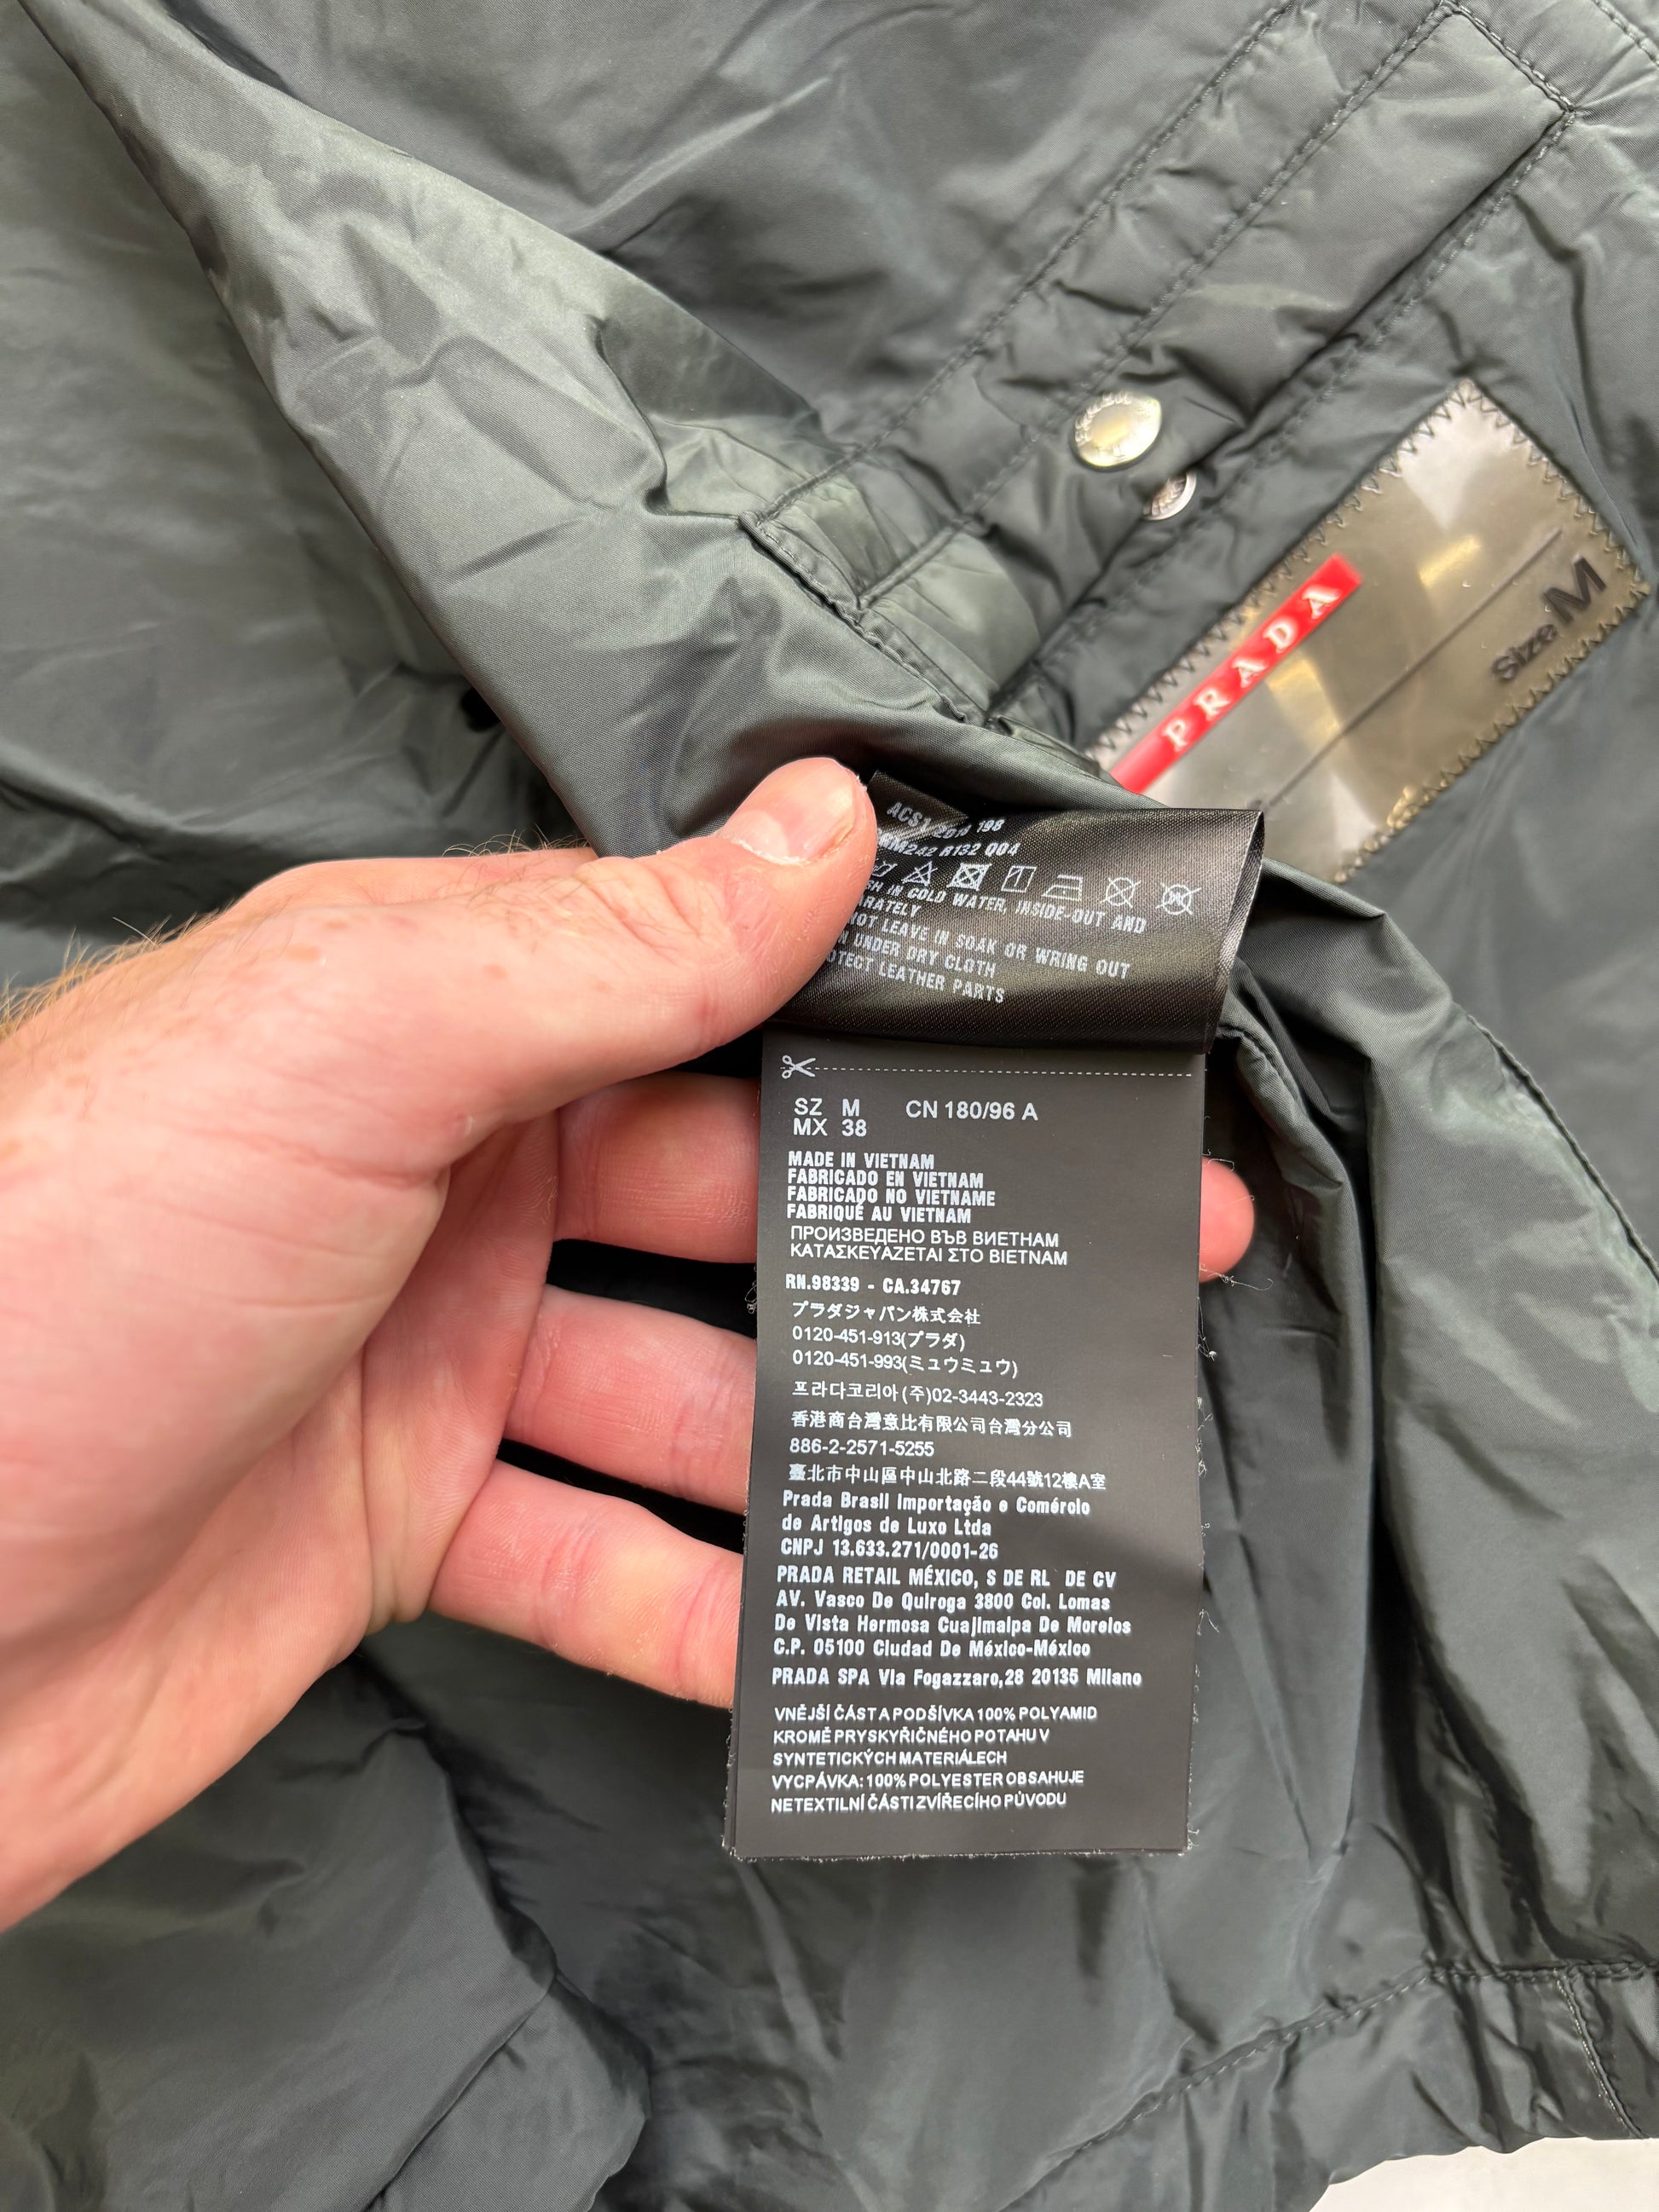 PRADA
Size M
198
R132 Q04
IN COLD WATER, INSIDE-OUT AND
LEAVE IN SOAK OR WRING OUT
UNDER DRY CLOTH
LEATHER PARTS
SZ M CN 180/96 A
MX 38
MADE IN VIETNAM
FABRICADO EN VIETNAM
FABRICADO NO VIETNAME
FABRIQUÉ AU VIETNAM
ПРОИЗВЕДЕНО ВЪВ ВИЕТНАМ
ΚΑΤΑΣΚΕΥΑΖΕΤΑΙ ΣΤΟ ΒΙΕΤΝΑΜ
RN.98339 - CA.34767
プラダジャパン株式会社
0120-451-913(プラダ)
0120-451-993(ミュウミュウ)
프라다코리아(주)02-3443-2323
香港商台灣意比有限公司台灣分公司
886-2-2571-5255
臺北市中山區中山北路二段44號12樓A室
Prada Brasil Importação e Comércio
de Artigos de Luxo Ltda
CNPJ 13.633.271/0001-26
PRADA RETAIL MÉXICO, S DE RL DE CV
AV. Vasco De Quiroga 3800 Col. Lomas
De Vista Hermosa Cuajimalpa De Morelos
C.P. 05100 Ciudad De México-México
PRADA SPA Via Fogazzaro,28 20135 Milano
VNĚJŠÍ ČÁST A PODŠÍVKA 100% POLYAMID
KROMĚ PRYSKYŘIČNÉHO POTAHU V
SYNTETICKÝCH MATERIÁLECH
VYCPÁVKA: 100% POLYESTER OBSAHUJE
NETEXTILNÍ ČÁSTI ZVÍŘECÍHO PŮVODU